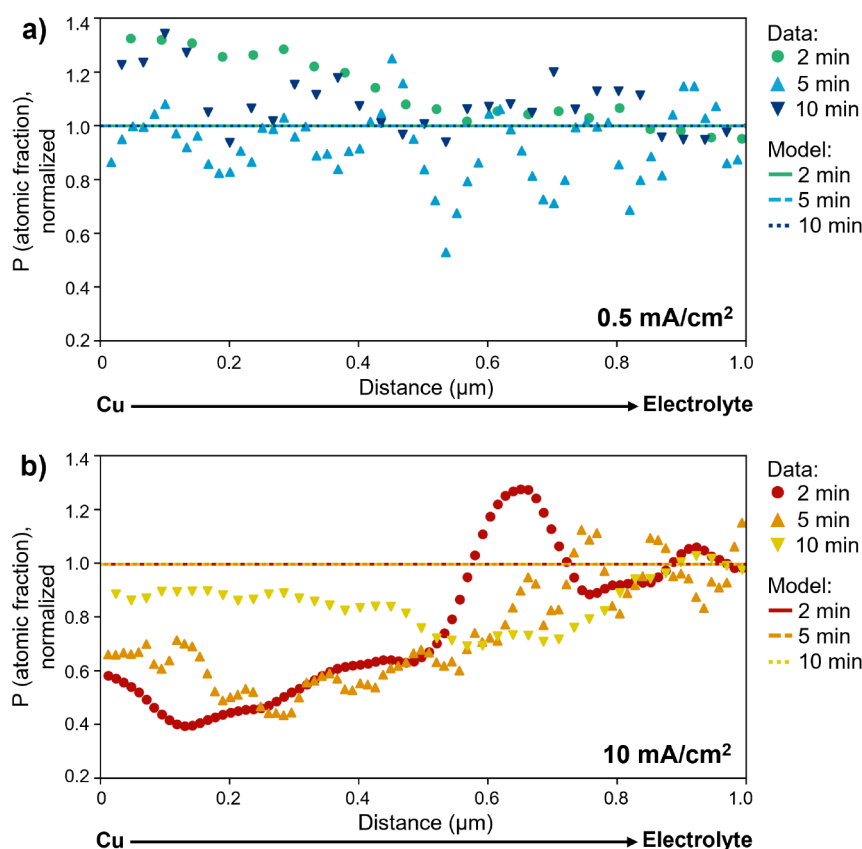 a)
P (atomic fraction),
normalized
1.4
1.2
1.0
0.8
0.6
0.4
0.2
0
0.2
0.4
0.6
0.8
1.0
Distance (µm)
Cu
Electrolyte
0.5 mA/cm²
Data:
2 min
5 min
10 min
Model:
2 min
5 min
10 min
b)
P (atomic fraction),
normalized
1.4
1.2
1.0
0.8
0.6
0.4
0.2
0
0.2
0.4
0.6
0.8
1.0
Distance (µm)
Cu
Electrolyte
10 mA/cm²
Data:
2 min
5 min
10 min
Model:
2 min
5 min
10 min